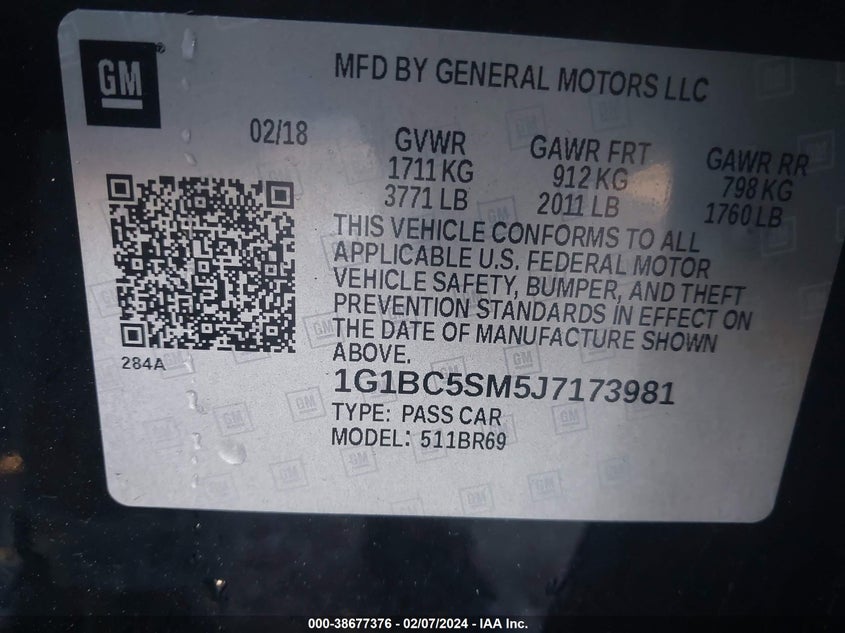 GM
MFD BY GENERAL MOTORS LLC
02/18
GVWR
1711 KG
3771 LB
GAWR FRT
912 KG
2011 LB
GAWR RR
798 KG
1760 LB
THIS VEHICLE CONFORMS TO ALL
APPLICABLE U.S. FEDERAL MOTOR
VEHICLE SAFETY, BUMPER, AND THEFT
PREVENTION STANDARDS IN EFFECT ON
THE DATE OF MANUFACTURE SHOWN
ABOVE.
284A
1G1BC5SM5J7173981
TYPE: PASS CAR
MODEL: 511BR69
000-38677376 - 02/07/2024 - IAA Inc.